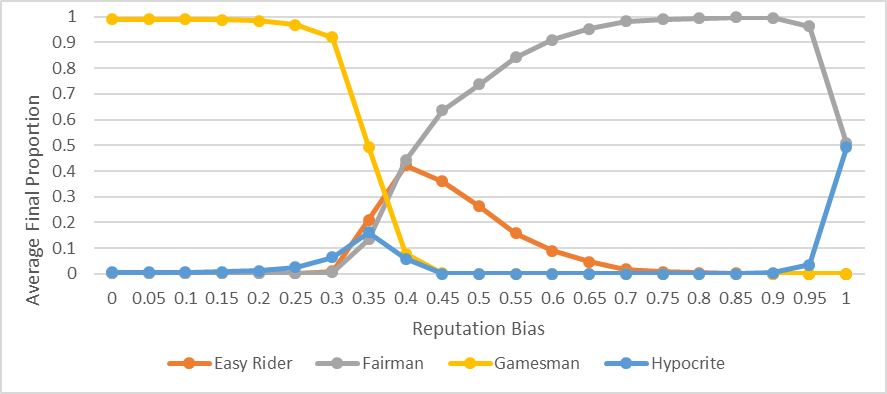 1
0.9
0.8
0.7
0.6
0.5
0.4
0.3
0.2
0.1
0
Average Final Proportion
0 0.05 0.1 0.15 0.2 0.25 0.3 0.35 0.4 0.45 0.5 0.55 0.6 0.65 0.7 0.75 0.8 0.85 0.9 0.95 1
Reputation Bias
Easy Rider Fairman Gamesman Hypocrite